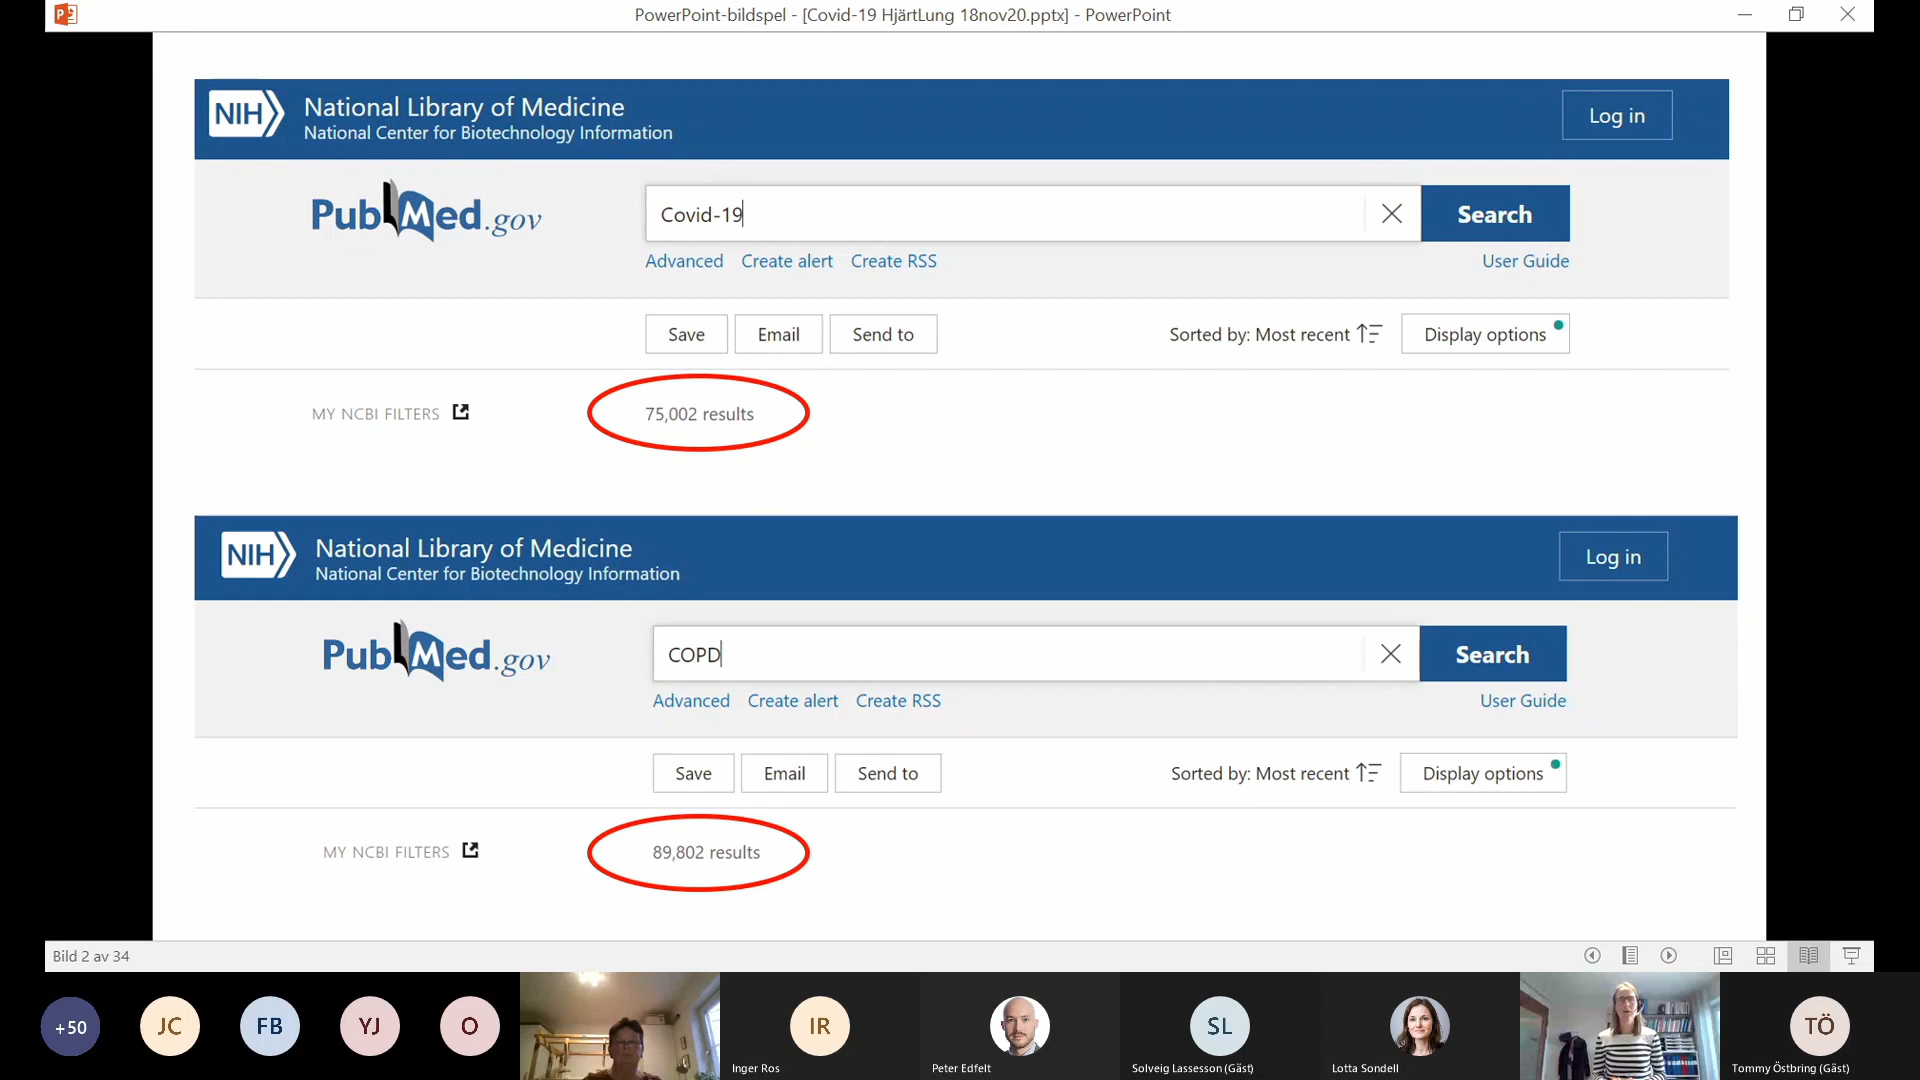 PowerPoint-bildspel - [Covid-19 HjärtLung 18nov20.pptx] - PowerPoint
NIH National Library of Medicine
National Center for Biotechnology Information
Log in
PubMed.gov
Covid-19
Search
Advanced Create alert Create RSS User Guide
Save Email Send to Sorted by: Most recent Display options
MY NCBI FILTERS 75,002 results
NIH National Library of Medicine
National Center for Biotechnology Information
Log in
PubMed.gov
COPD
Search
Advanced Create alert Create RSS User Guide
Save Email Send to Sorted by: Most recent Display options
MY NCBI FILTERS 89,802 results
Bild 2 av 34
+50 JC FB YJ O IR SL TÖ
Inger Ros Peter Edfelt Solveig Lassesson (Gäst) Lotta Sondell Tommy Östbring (Gäst)